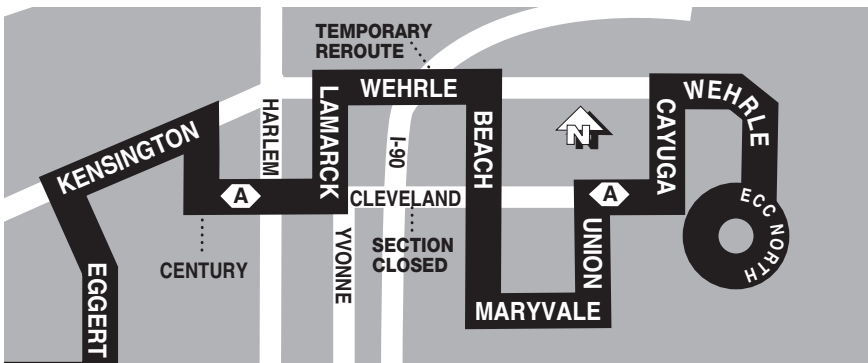 TEMPORARY
REROUTE
WEHRLE
WEHRLE
KENSINGTON
HARLEM
LAMARCK
I-90
BEACH
N
CAYUGA
A
CLEVELAND
A
ECC NORTH
CENTURY
YVONNE
SECTION
CLOSED
UNION
EGGERT
MARYVALE